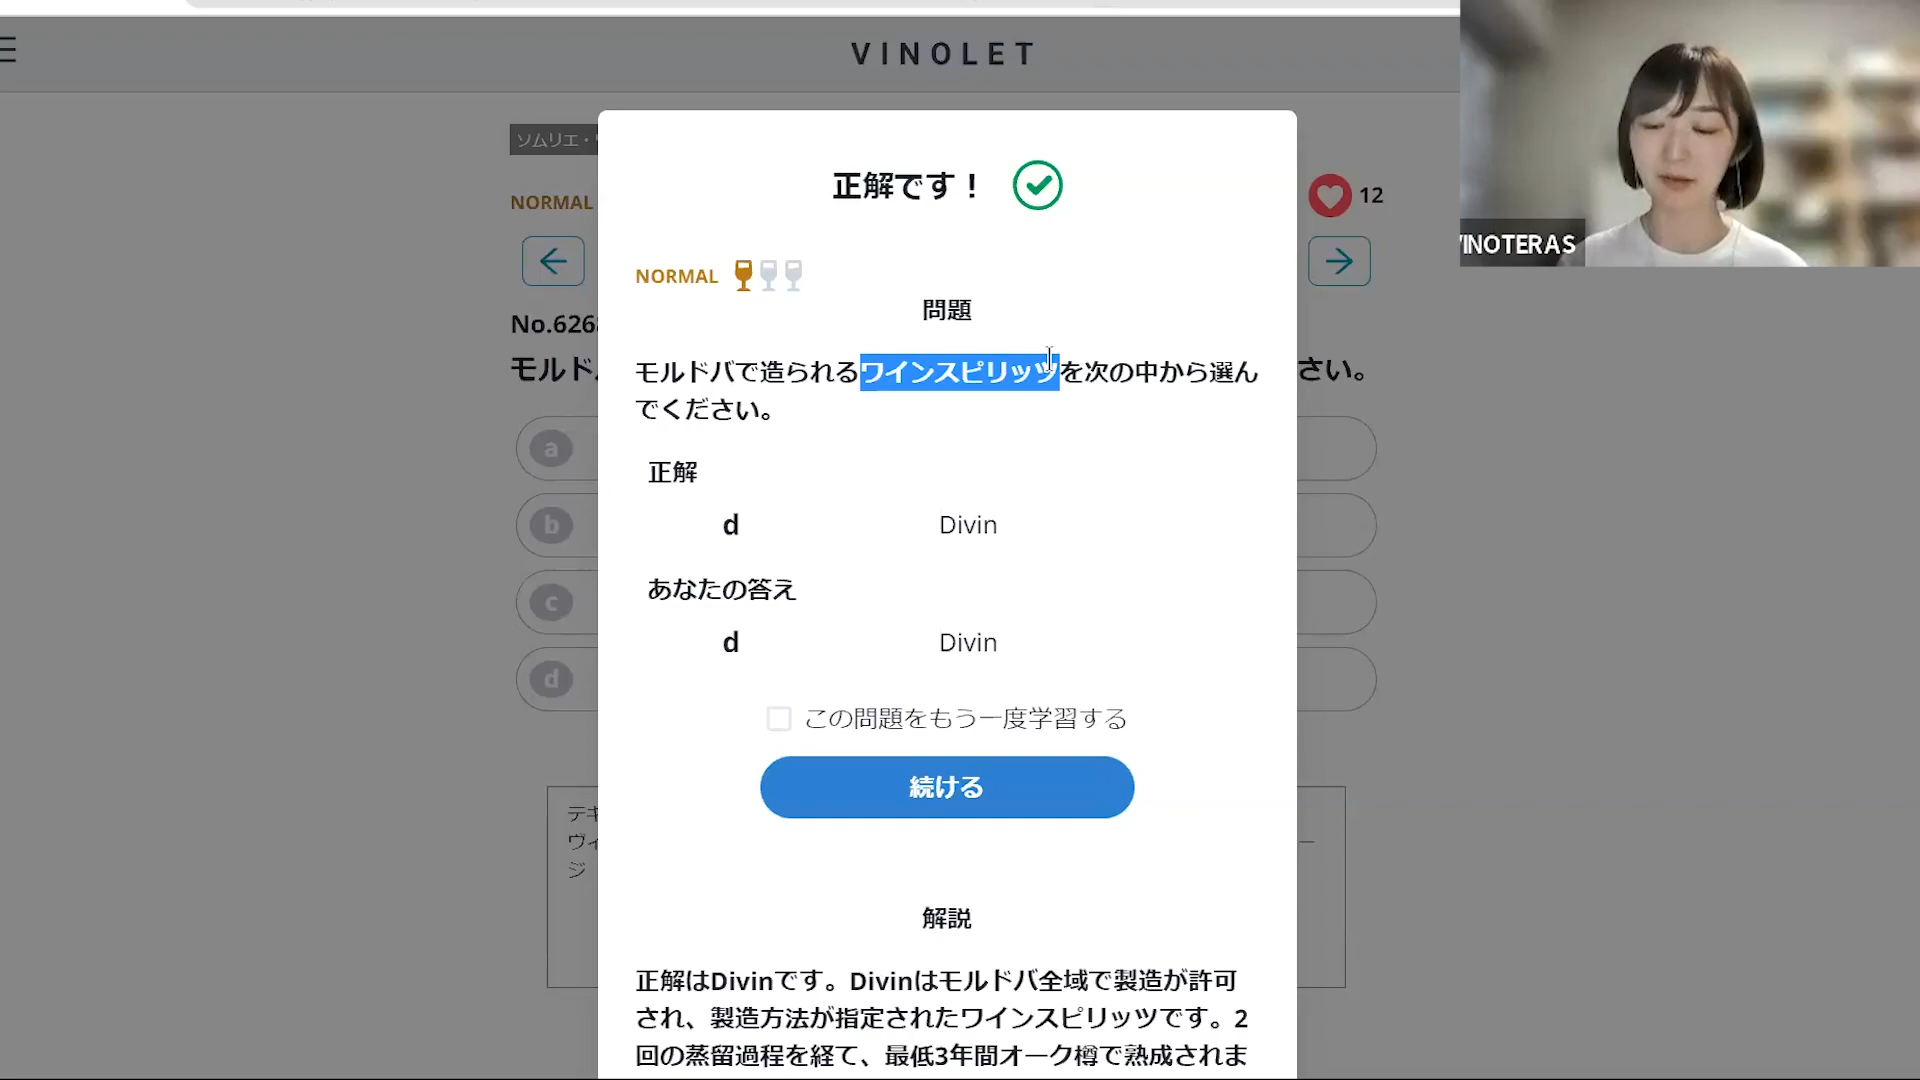 VINOLET
ソムリエ・
NORMAL
12
VINOTERAS
No.626
モルド
さい。
a
b
c
d
テキ
ヴィ
ー
ジ
正解です！
NORMAL
問題
モルドバで造られるワインスピリッツを次の中から選ん
でください。
正解
d Divin
あなたの答え
d Divin
この問題をもう一度学習する
続ける
解説
正解はDivinです。Divinはモルドバ全域で製造が許可
され、製造方法が指定されたワインスピリッツです。2
回の蒸留過程を経て、最低3年間オーク樽で熟成されま